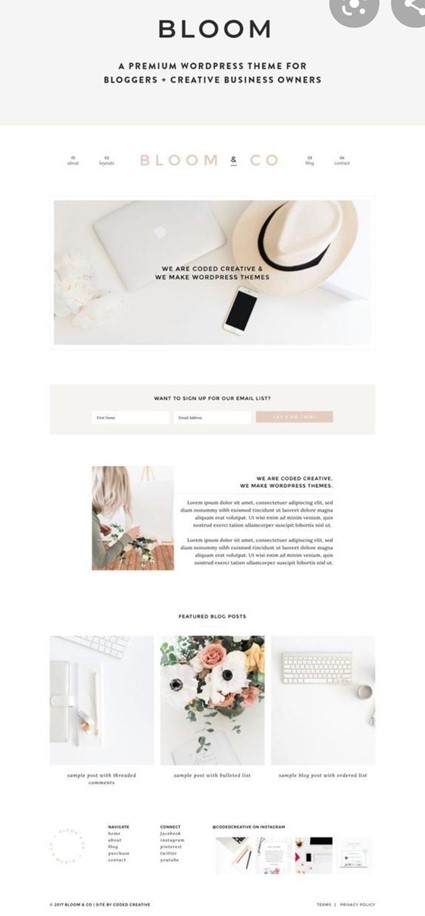 BLOOM
A PREMIUM WORDPRESS THEME FOR
BLOGGERS + CREATIVE BUSINESS OWNERS
about
layouts
BLOOM & CO
blog
contact
WE ARE CODED CREATIVE &
WE MAKE WORDPRESS THEMES
WANT TO SIGN UP FOR OUR EMAIL LIST?
First Name
Email Address
WE ARE CODED CREATIVE.
WE MAKE WORDPRESS THEMES.
Lorem ipsum dolor sit amet, consectetuer adipiscing elit, sed
diam nonummy nibh euismod tincidunt ut laoreet dolore magna
aliquam erat volutpat. Ut wisi enim ad minim veniam, quis
nostrud exerci tation ullamcorper suscipit lobortis nisl ut.
Lorem ipsum dolor sit amet, consectetuer adipiscing elit, sed
diam nonummy nibh euismod tincidunt ut laoreet dolore magna
aliquam erat volutpat. Ut wisi enim ad minim veniam, quis
nostrud exerci tation ullamcorper suscipit lobortis nisl ut.
FEATURED BLOG POSTS
sample post with threaded
comments
sample post with bulleted list
sample blog post with ordered list
NAVIGATE
home
about
blog
purchase
contact
CONNECT
facebook
instagram
pinterest
twitter
youtube
@CODEDCREATIVE ON INSTAGRAM
© 2017 BLOOM & CO | SITE BY CODED CREATIVE
TERMS | PRIVACY POLICY